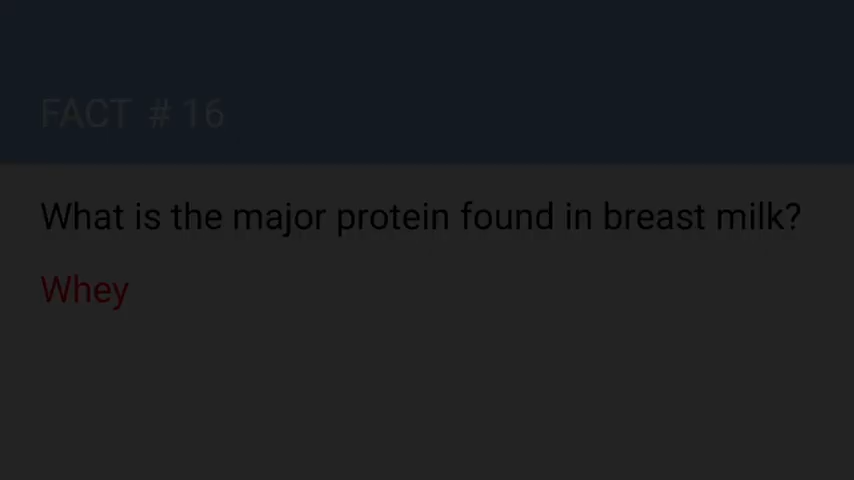 FACT # 16
What is the major protein found in breast milk?
Whey